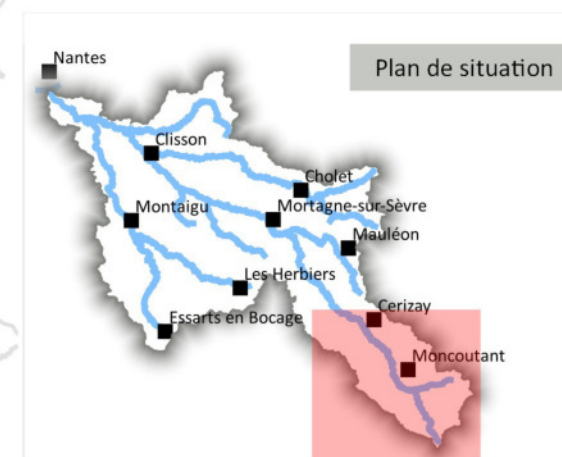 Nantes
Plan de situation
Clisson
Cholet
Montaigu
Mortagne-sur-Sèvre
Mauléon
Les Herbiers
Cerizay
Essarts en Bocage
Moncoutant